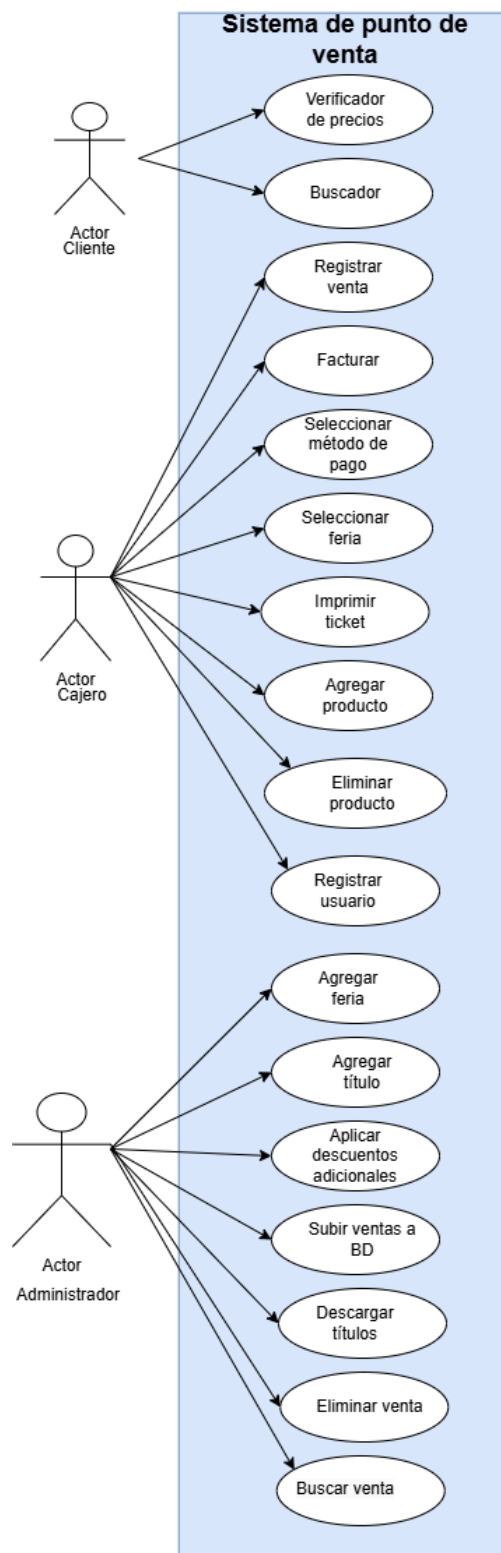 Sistema de punto de
venta
Verificador
de precios
Buscador
Actor
Cliente
Registrar
venta
Facturar
Seleccionar
método de
pago
Seleccionar
feria
Imprimir
ticket
Actor
Cajero
Agregar
producto
Eliminar
producto
Registrar
usuario
Agregar
feria
Agregar
título
Aplicar
descuentos
adicionales
Subir ventas a
BD
Actor
Administrador
Descargar
títulos
Eliminar venta
Buscar venta